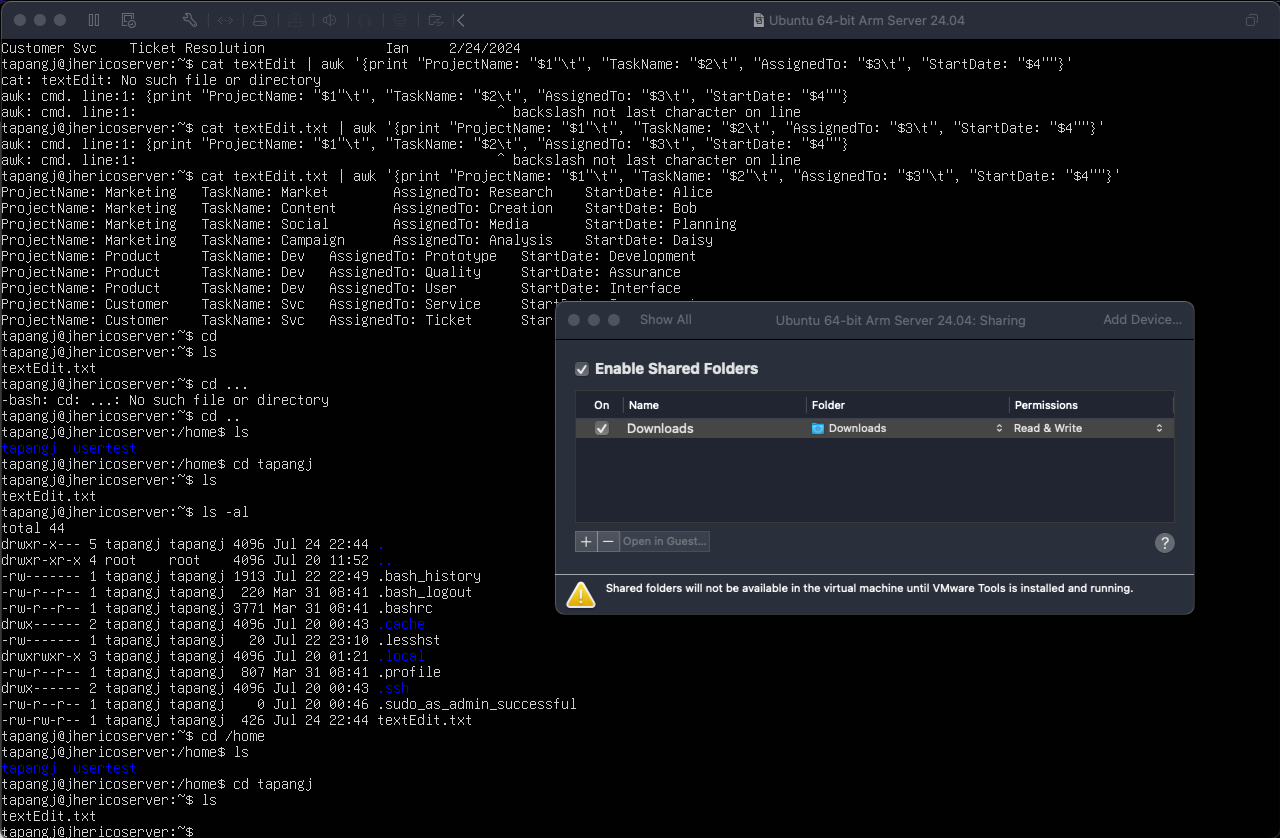 Ubuntu 64-bit Arm Server 24.04
Customer Svc    Ticket Resolution               Ian     2/24/2024
tapangj@jhericoserver:~$ cat textEdit | awk '{print "ProjectName: "$1"\t", "TaskName: "$2\t", "AssignedTo: "$3\t", "StartDate: "$4""}'
cat: textEdit: No such file or directory
awk: cmd. line:1: {print "ProjectName: "$1"\t", "TaskName: "$2\t", "AssignedTo: "$3\t", "StartDate: "$4""}
awk: cmd. line:1:                                             ^ backslash not last character on line
tapangj@jhericoserver:~$ cat textEdit.txt | awk '{print "ProjectName: "$1"\t", "TaskName: "$2\t", "AssignedTo: "$3\t", "StartDate: "$4""}'
awk: cmd. line:1: {print "ProjectName: "$1"\t", "TaskName: "$2\t", "AssignedTo: "$3\t", "StartDate: "$4""}
awk: cmd. line:1:                                             ^ backslash not last character on line
tapangj@jhericoserver:~$ cat textEdit.txt | awk '{print "ProjectName: "$1"\t", "TaskName: "$2"\t", "AssignedTo: "$3"\t", "StartDate: "$4""}'
ProjectName: Marketing   TaskName: Market        AssignedTo: Research    StartDate: Alice
ProjectName: Marketing   TaskName: Content       AssignedTo: Creation    StartDate: Bob
ProjectName: Marketing   TaskName: Social        AssignedTo: Media       StartDate: Planning
ProjectName: Marketing   TaskName: Campaign      AssignedTo: Analysis    StartDate: Daisy
ProjectName: Product     TaskName: Dev   AssignedTo: Prototype   StartDate: Development
ProjectName: Product     TaskName: Dev   AssignedTo: Quality     StartDate: Assurance
ProjectName: Product     TaskName: Dev   AssignedTo: User        StartDate: Interface
ProjectName: Customer    TaskName: Svc   AssignedTo: Service
ProjectName: Customer    TaskName: Svc   AssignedTo: Ticket      Star
tapangj@jhericoserver:~$ cd
tapangj@jhericoserver:~$ ls
textEdit.txt
tapangj@jhericoserver:~$ cd ...
-bash: cd: ...: No such file or directory
tapangj@jhericoserver:~$ cd ..
tapangj@jhericoserver:/home$ ls
tapangj  usertest
tapangj@jhericoserver:/home$ cd tapangj
tapangj@jhericoserver:~$ ls
textEdit.txt
tapangj@jhericoserver:~$ ls -al
total 44
drwxr-x--- 5 tapangj tapangj 4096 Jul 24 22:44 .
drwxr-xr-x 4 root    root    4096 Jul 20 11:52 ..
-rw------- 1 tapangj tapangj 1913 Jul 22 22:49 .bash_history
-rw-r--r-- 1 tapangj tapangj  220 Mar 31 08:41 .bash_logout
-rw-r--r-- 1 tapangj tapangj 3771 Mar 31 08:41 .bashrc
drwx------ 2 tapangj tapangj 4096 Jul 20 00:43 .cache
-rw------- 1 tapangj tapangj   20 Jul 22 23:10 .lesshst
drwxrwxr-x 3 tapangj tapangj 4096 Jul 20 01:21 .local
-rw-r--r-- 1 tapangj tapangj  807 Mar 31 08:41 .profile
drwx------ 2 tapangj tapangj 4096 Jul 20 00:43 .ssh
-rw-r--r-- 1 tapangj tapangj    0 Jul 20 00:46 .sudo_as_admin_successful
-rw-rw-r-- 1 tapangj tapangj  426 Jul 24 22:44 textEdit.txt
tapangj@jhericoserver:~$ cd /home
tapangj@jhericoserver:/home$ ls
tapangj  usertest
tapangj@jhericoserver:/home$ cd tapangj
tapangj@jhericoserver:~$ ls
textEdit.txt
tapangj@jhericoserver:~$
Show All    Ubuntu 64-bit Arm Server 24.04: Sharing    Add Device...
Enable Shared Folders
On    Name    Folder    Permissions
Downloads    Downloads    Read & Write
+ − Open in Guest...    ?
Shared folders will not be available in the virtual machine until VMware Tools is installed and running.